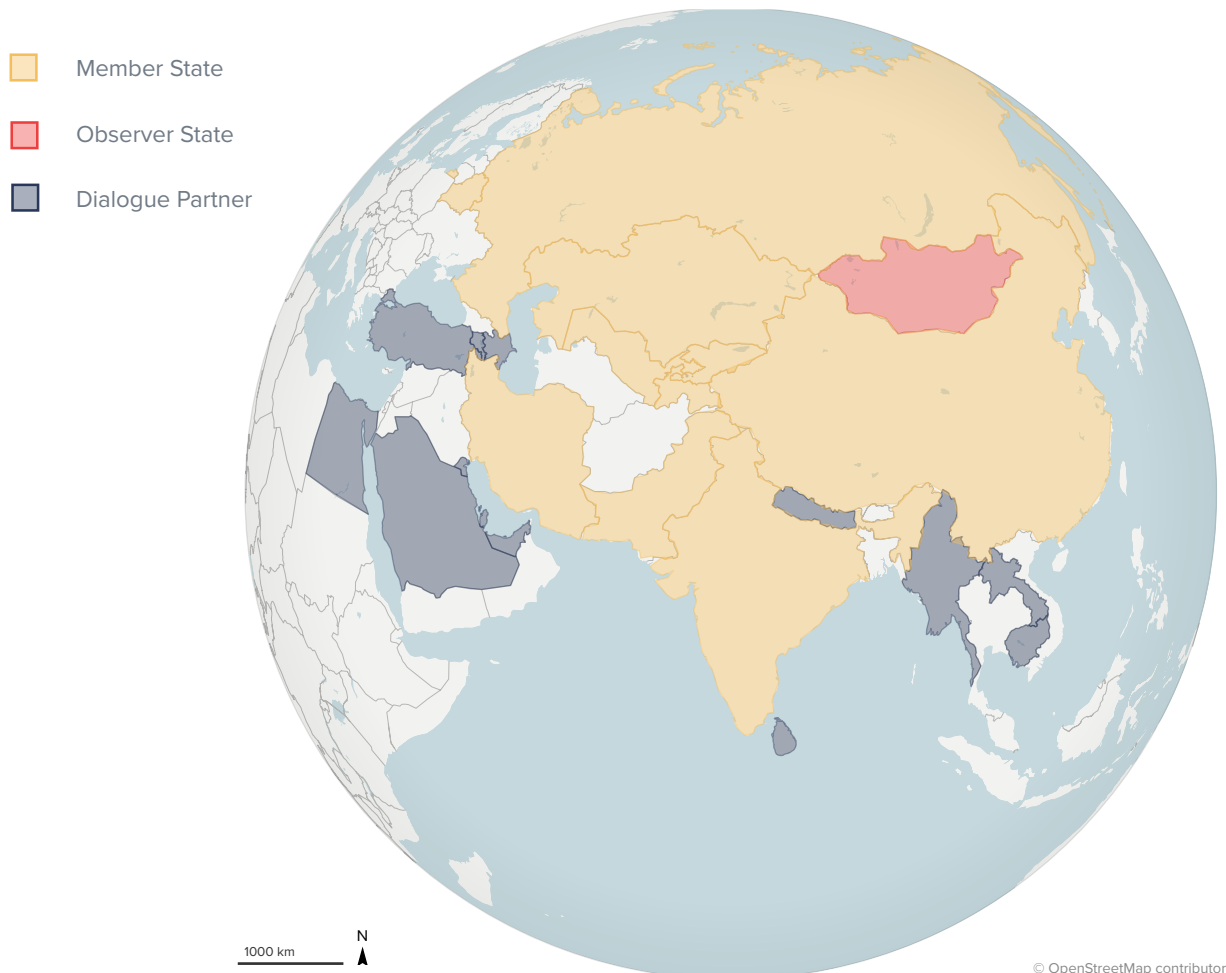 Member State
Observer State
Dialogue Partner
1000 km
N
© OpenStreetMap contributor